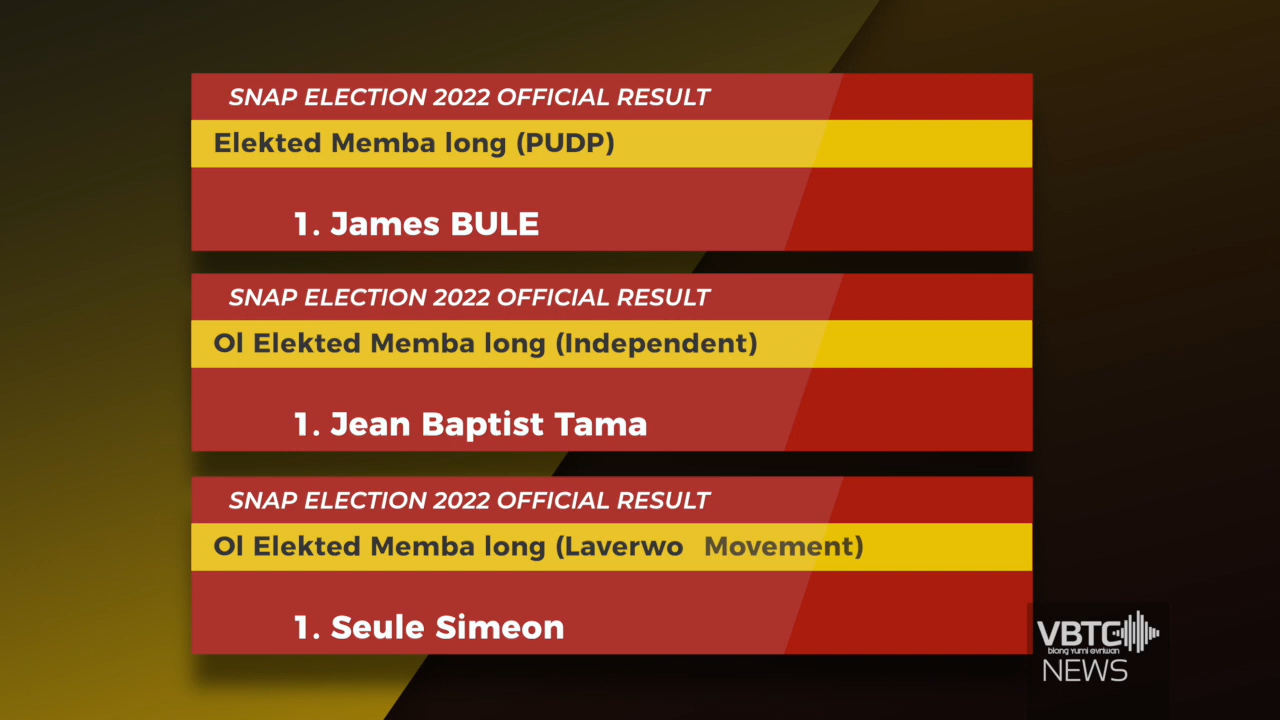 SNAP ELECTION 2022 OFFICIAL RESULT
Elekted Memba long (PUDP)
1. James BULE
SNAP ELECTION 2022 OFFICIAL RESULT
Ol Elekted Memba long (Independent)
1. Jean Baptist Tama
SNAP ELECTION 2022 OFFICIAL RESULT
Ol Elekted Memba long (Laverwo Movement)
1. Seule Simeon
VBTC
blong yumi evriwan
NEWS